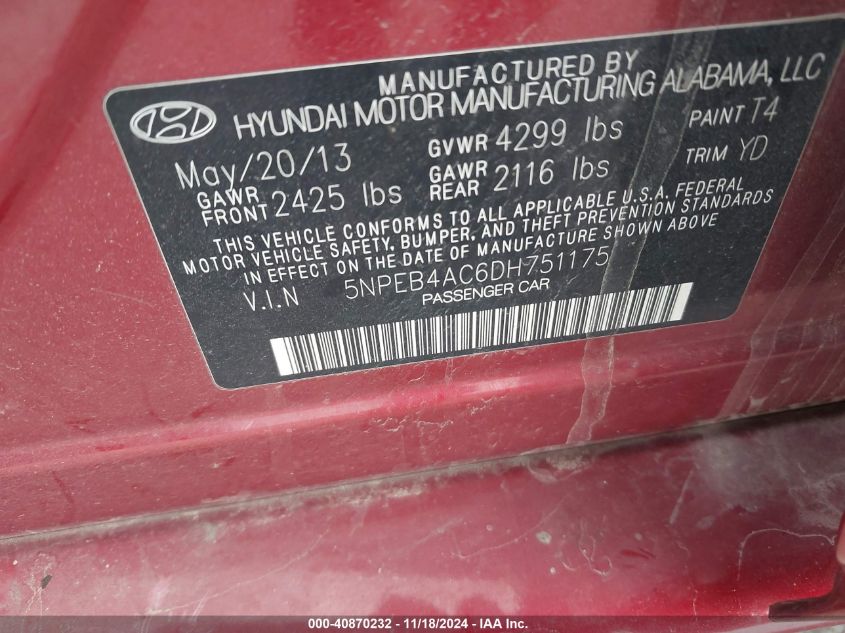 MANUFACTURED BY
HYUNDAI MOTOR MANUFACTURING ALABAMA, LLC
May/20/13 GVWR 4299 lbs PAINT T4
GAWR FRONT 2425 lbs GAWR REAR 2116 lbs TRIM YD
THIS VEHICLE CONFORMS TO ALL APPLICABLE U.S.A. FEDERAL
MOTOR VEHICLE SAFETY, BUMPER, AND THEFT PREVENTION STANDARDS
IN EFFECT ON THE DATE OF MANUFACTURE SHOWN ABOVE
V.I.N 5NPEB4AC6DH751175
PASSENGER CAR
000-40870232 - 11/18/2024 - IAA Inc.